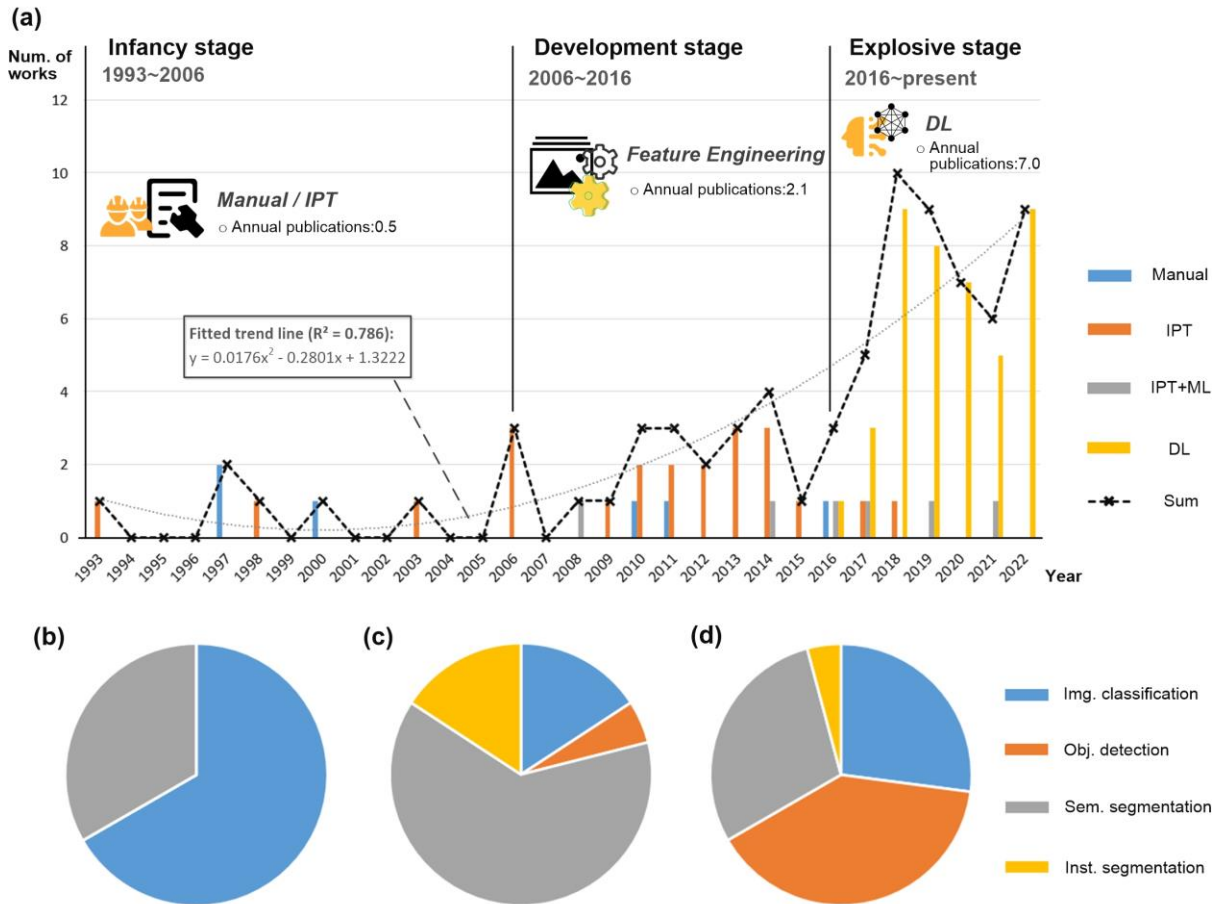 (a)
Num. of
works
Infancy stage
1993~2006
Development stage
2006~2016
Explosive stage
2016~present
12
10
8
6
4
2
0
Manual / IPT
○ Annual publications:0.5
Feature Engineering
○ Annual publications:2.1
DL
○ Annual
publications:7.0
Fitted trend line (R² = 0.786):
y = 0.0176x² - 0.2801x + 1.3222
Manual
IPT
IPT+ML
DL
Sum
1993
1994
1995
1996
1997
1998
1999
2000
2001
2002
2003
2004
2005
2006
2007
2008
2009
2010
2011
2012
2013
2014
2015
2016
2017
2018
2019
2020
2021
2022
Year
(b)
(c)
(d)
Img. classification
Obj. detection
Sem. segmentation
Inst. segmentation